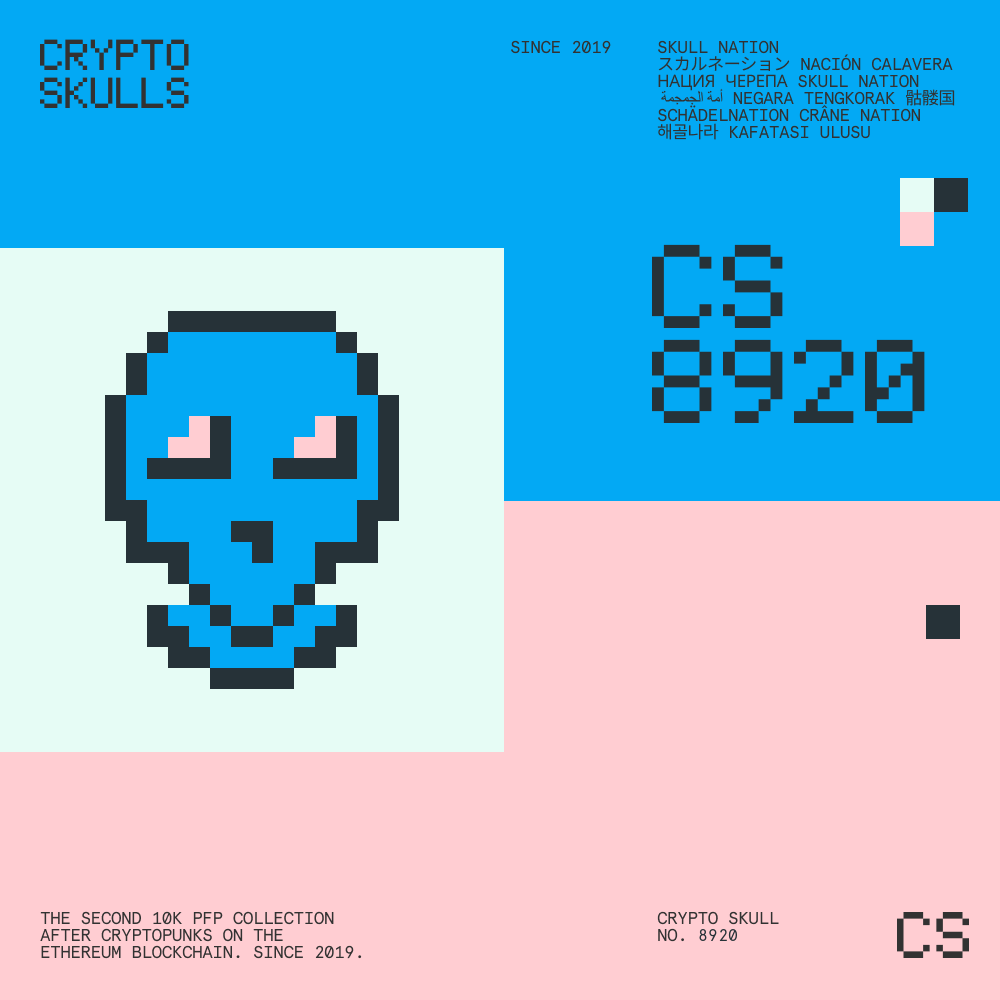 CRYPTO
SKULLS
SINCE 2019
SKULL NATION
スカルネーション NACIÓN CALAVERA
НАЦИЯ ЧЕРЕПА SKULL NATION
أمة الجمجمة NEGARA TENGKORAK 骷髅国
SCHÄDELNATION CRÂNE NATION
해골나라 KAFATASI ULUSU
CS
8920
THE SECOND 10K PFP COLLECTION
AFTER CRYPTOPUNKS ON THE
ETHEREUM BLOCKCHAIN. SINCE 2019.
CRYPTO SKULL
NO. 8920
CS